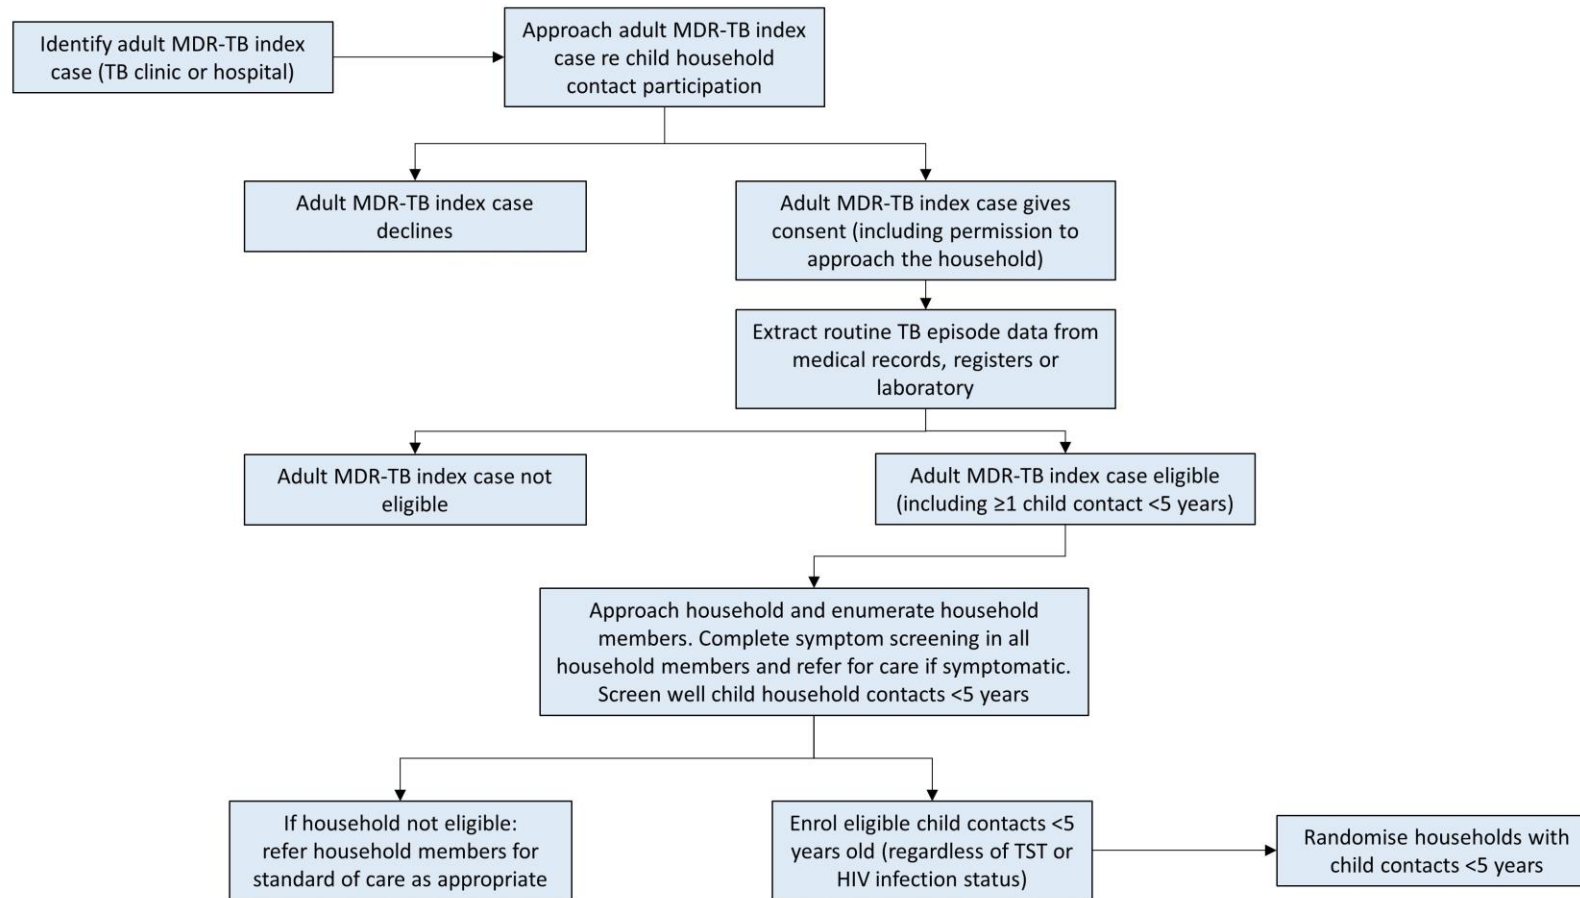 Identify adult MDR-TB index
case (TB clinic or hospital)
Approach adult MDR-TB index
case re child household
contact participation
Adult MDR-TB index case
declines
Adult MDR-TB index case gives
consent (including permission to
approach the household)
Extract routine TB episode data from
medical records, registers or
laboratory
Adult MDR-TB index case not
eligible
Adult MDR-TB index case eligible
(including ≥1 child contact <5 years)
Approach household and enumerate household
members. Complete symptom screening in all
household members and refer for care if symptomatic.
Screen well child household contacts <5 years
If household not eligible:
refer household members for
standard of care as appropriate
Enrol eligible child contacts <5
years old (regardless of TST or
HIV infection status)
Randomise households with
child contacts <5 years